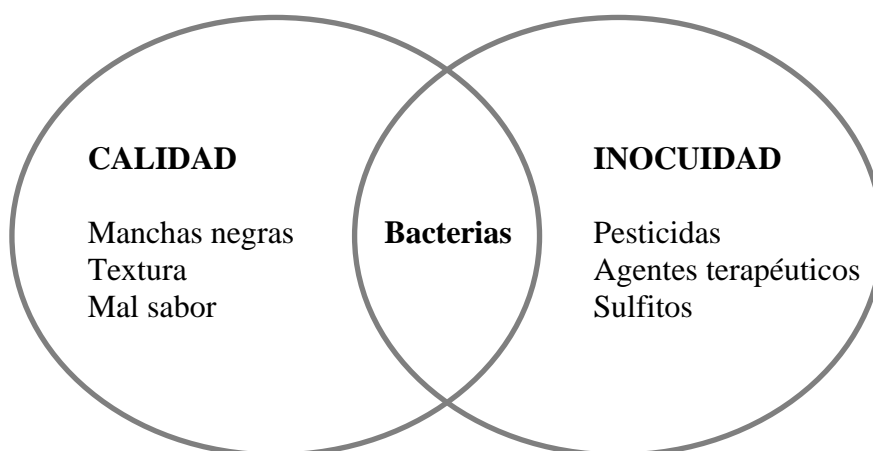 CALIDAD
Manchas negras
Textura
Mal sabor
Bacterias
INOCUIDAD
Pesticidas
Agentes terapéuticos
Sulfitos